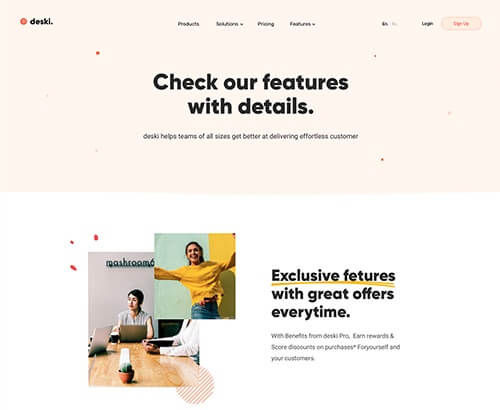 deski.
Products Solutions Pricing Features
En. Login Sign Up
Check our features
with details.
deski helps teams of all sizes get better at delivering effortless customer
mashroom
Exclusive fetures
with great offers
everytime.
With Benefits from deski Pro, Earn rewards &
Score discounts on purchases* Foryourself and
your customers.